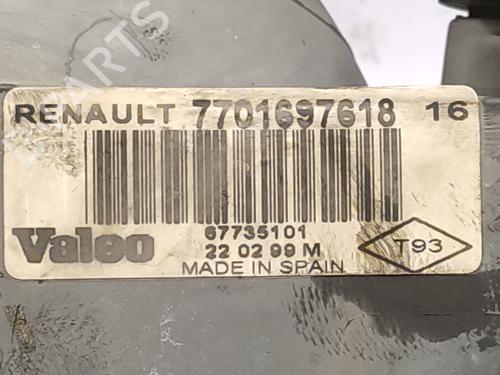 RENAULT 7701697618 16
67735101
Valeo 22 02 99 M
MADE IN SPAIN
T93